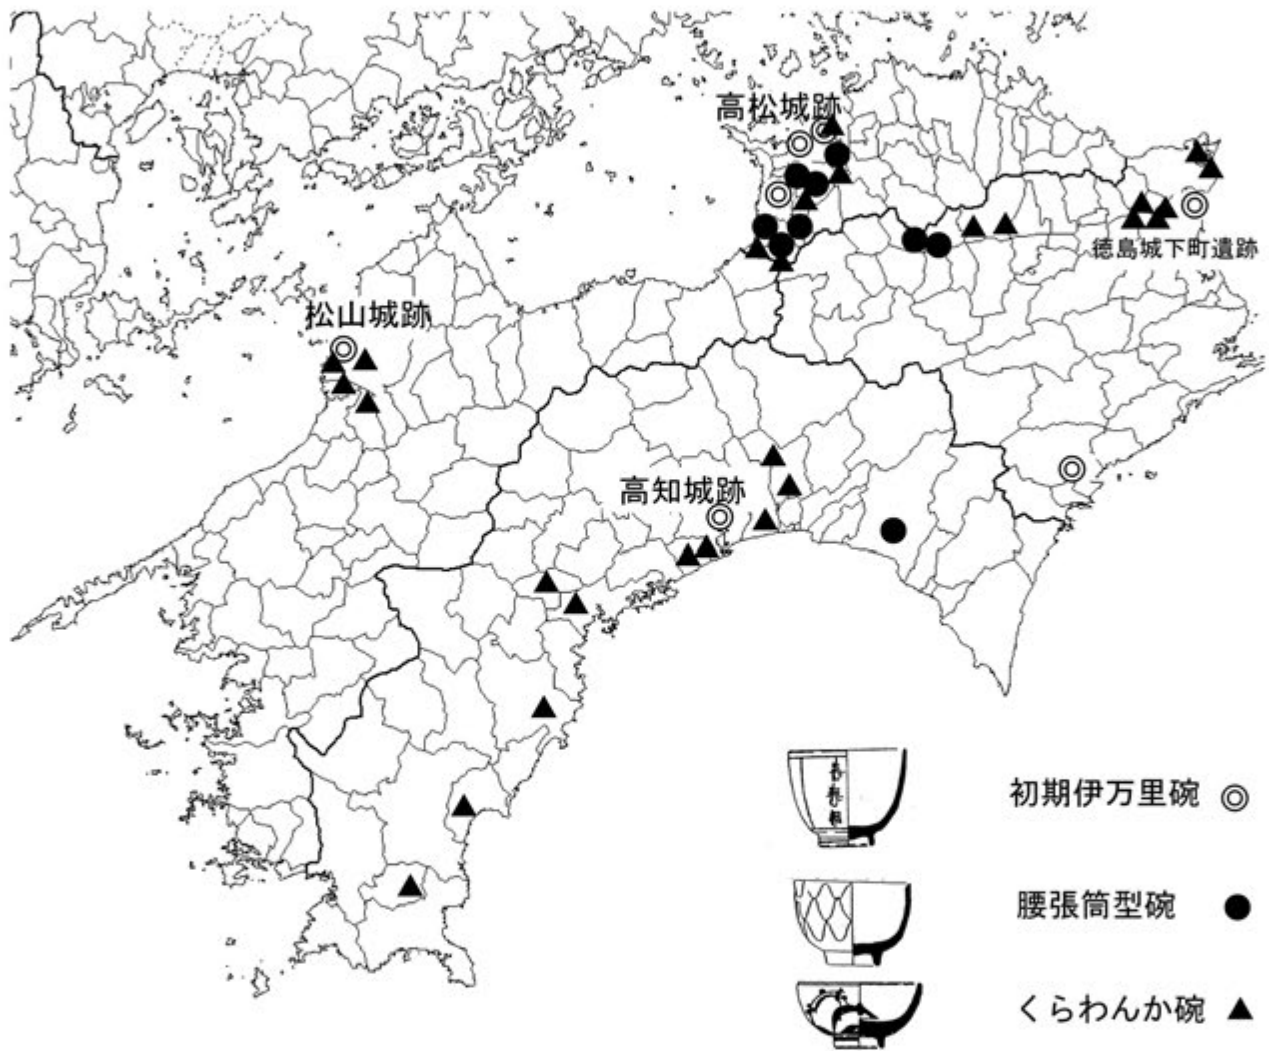 高松城跡
徳島城下町遺跡
松山城跡
高知城跡
初期伊万里碗
腰張筒型碗
くらわんか碗